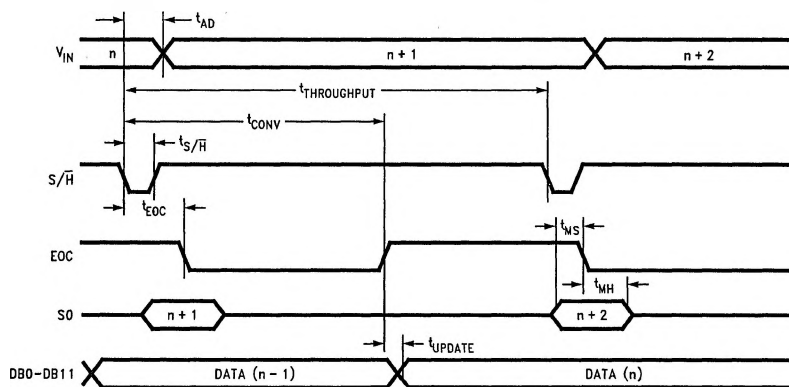 t_AD
V_IN n n + 1 n + 2
t_THROUGHPUT
t_CONV
t_S/H̅
S/H̅
t_EOC
t_MS
EOC
t_MH
S0 n + 1 n + 2
t_UPDATE
DB0-DB11 DATA (n - 1) DATA (n)